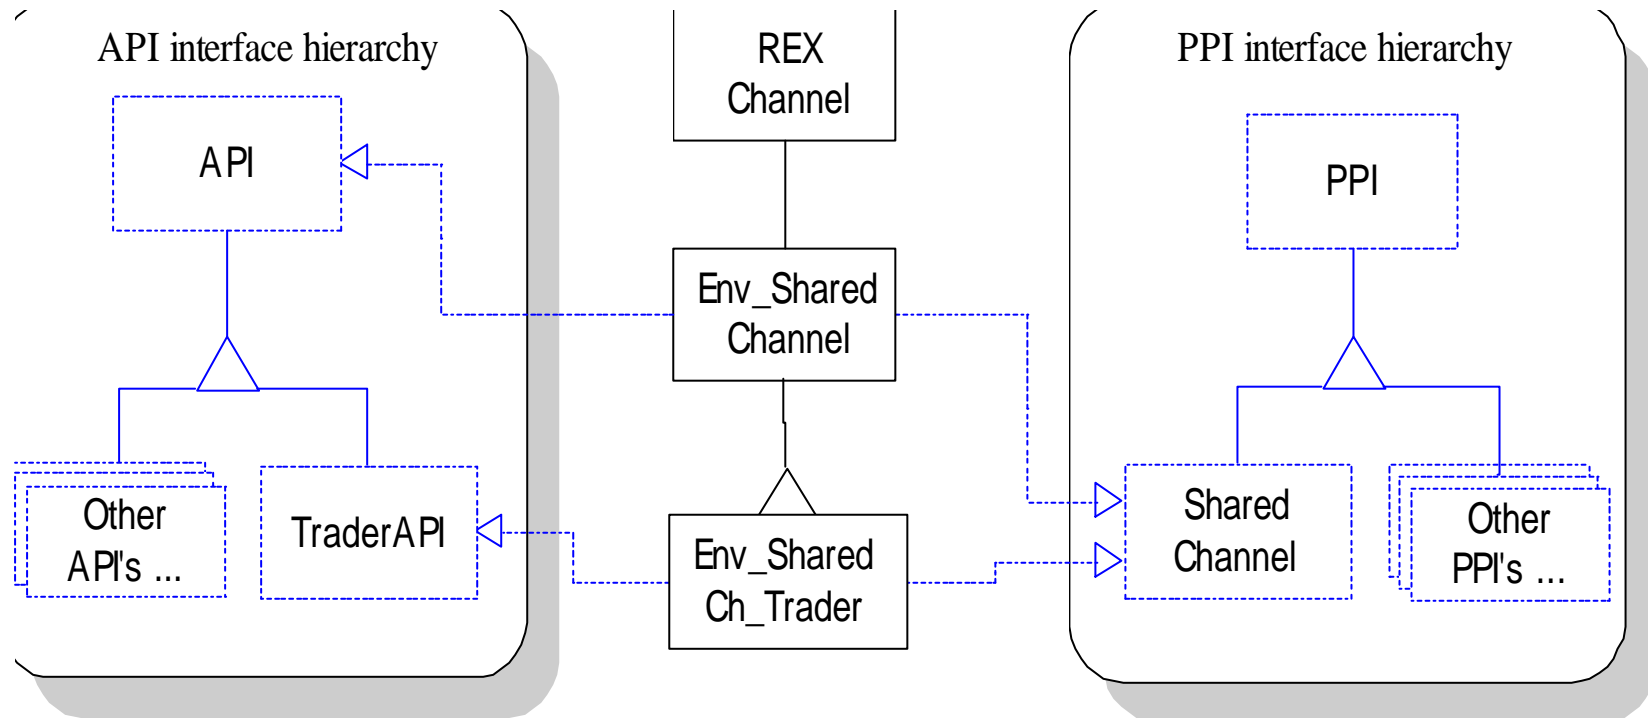 API interface hierarchy
API
Other
API's ...
TraderAPI
REX
Channel
Env_Shared
Channel
Env_Shared
Ch_Trader
PPI interface hierarchy
PPI
Shared
Channel
Other
PPI's ...